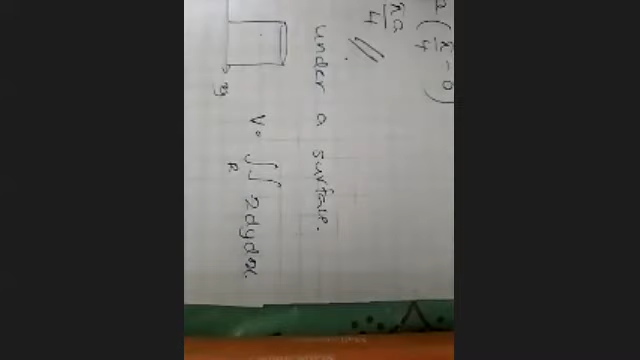 a(π/4 - 0)
πa/4 //
under a surface.
y
V = ∬ 2dydx
R